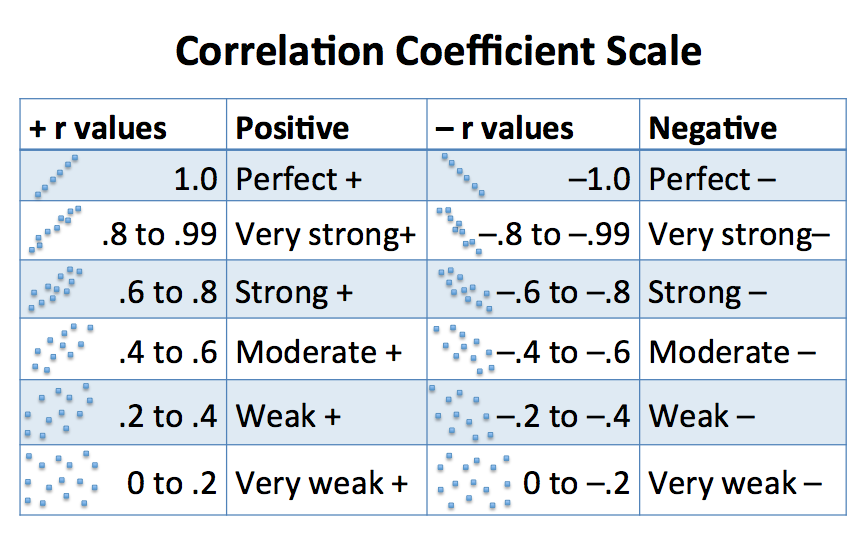 Correlation Coefficient Scale
+ r values Positive – r values Negative
1.0 Perfect + –1.0 Perfect –
.8 to .99 Very strong+ –.8 to –.99 Very strong–
.6 to .8 Strong + –.6 to –.8 Strong –
.4 to .6 Moderate + –.4 to –.6 Moderate –
.2 to .4 Weak + –.2 to –.4 Weak –
0 to .2 Very weak + 0 to –.2 Very weak –